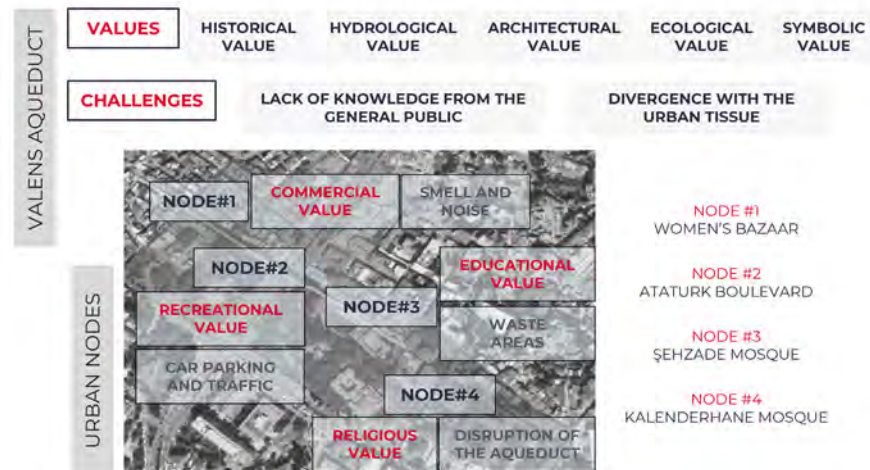 VALENS AQUEDUCT
VALUES
HISTORICAL
VALUE
HYDROLOGICAL
VALUE
ARCHITECTURAL
VALUE
ECOLOGICAL
VALUE
SYMBOLIC
VALUE
CHALLENGES
LACK OF KNOWLEDGE FROM THE
GENERAL PUBLIC
DIVERGENCE WITH THE
URBAN TISSUE
URBAN NODES
NODE#1
COMMERCIAL
VALUE
SMELL AND
NOISE
NODE#2
RECREATIONAL
VALUE
CAR PARKING
AND TRAFFIC
NODE#3
EDUCATIONAL
VALUE
WASTE
AREAS
NODE#4
RELIGIOUS
VALUE
DISRUPTION OF
THE AQUEDUCT
NODE #1
WOMEN'S BAZAAR
NODE #2
ATATURK BOULEVARD
NODE #3
ŞEHZADE MOSQUE
NODE #4
KALENDERHANE MOSQUE